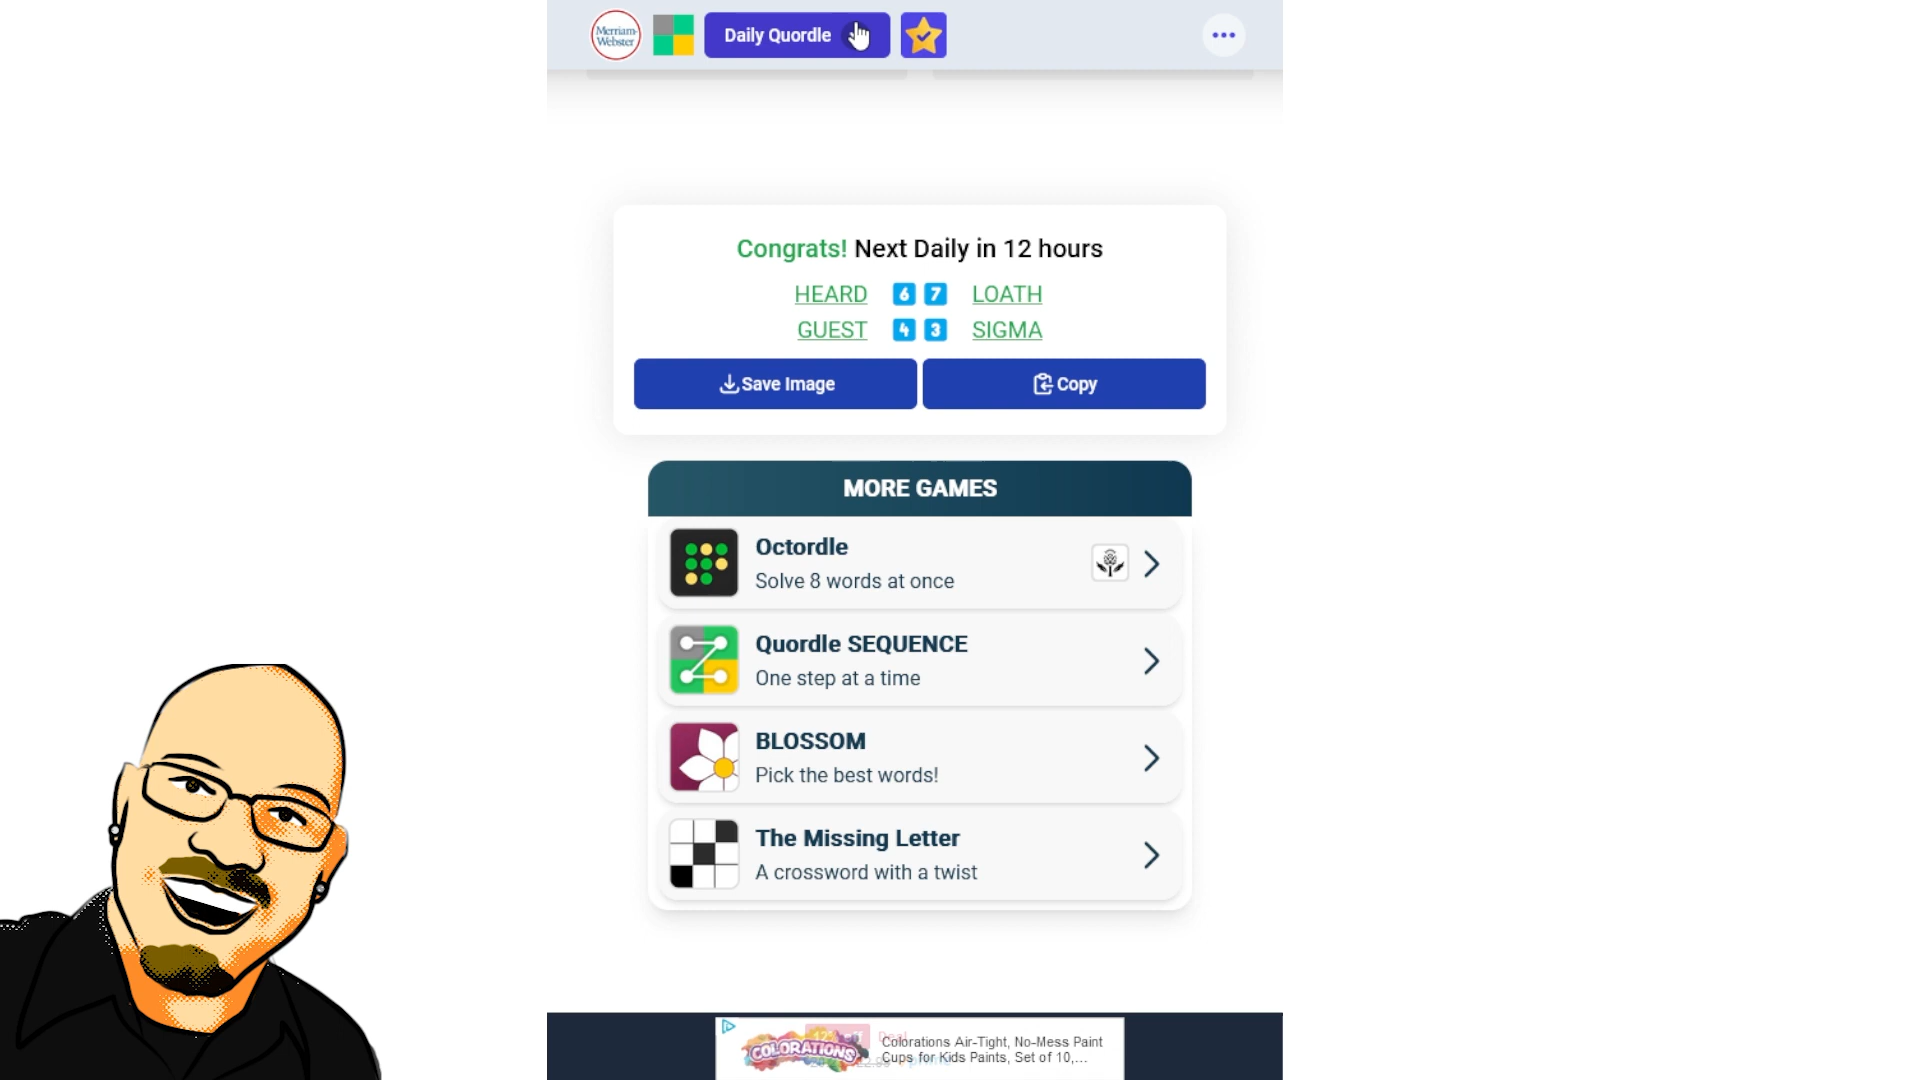 Merriam-
Webster
Daily Quordle
Congrats! Next Daily in 12 hours
HEARD 6 7 LOATH
GUEST 4 3 SIGMA
Save Image
Copy
MORE GAMES
Octordle
Solve 8 words at once
Quordle SEQUENCE
One step at a time
BLOSSOM
Pick the best words!
The Missing Letter
A crossword with a twist
COLORATIONS
Colorations Air-Tight, No-Mess Paint
Cups for Kids Paints, Set of 10,...